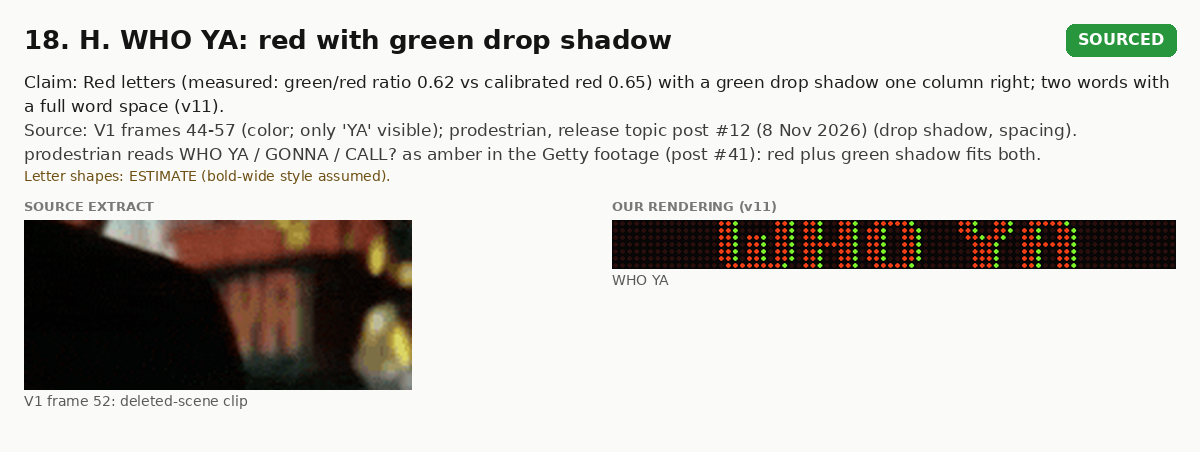 18. H. WHO YA: red with green drop shadow
SOURCED
Claim: Red letters (measured: green/red ratio 0.62 vs calibrated red 0.65) with a green drop shadow one column right; two words with
a full word space (v11).
Source: V1 frames 44-57 (color; only 'YA' visible); prodestrian, release topic post #12 (8 Nov 2026) (drop shadow, spacing).
prodestrian reads WHO YA / GONNA / CALL? as amber in the Getty footage (post #41): red plus green shadow fits both.
Letter shapes: ESTIMATE (bold-wide style assumed).
SOURCE EXTRACT
YA
V1 frame 52: deleted-scene clip
OUR RENDERING (v11)
WHO YA
WHO YA